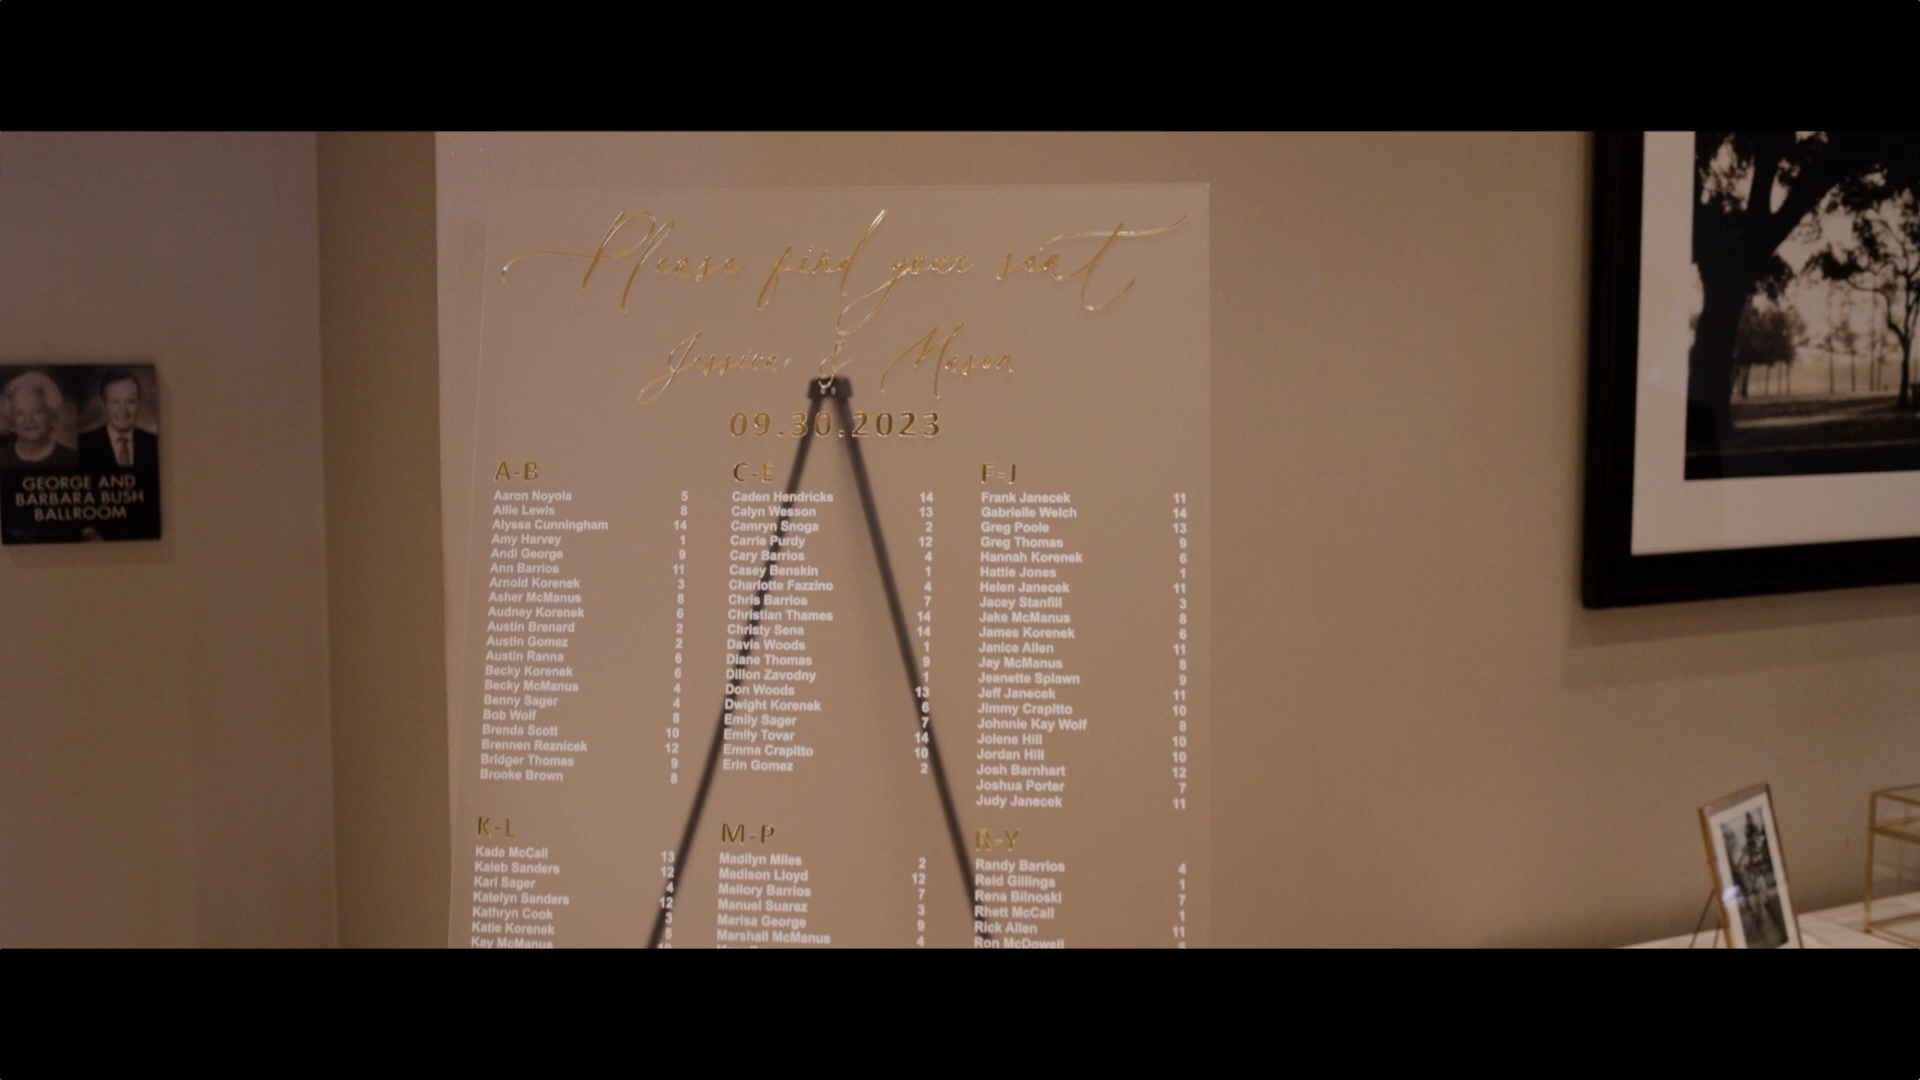 GEORGE AND
BARBARA BUSH
BALLROOM
Please find your seat
Jessica & Mason
09.30.2023
A-B
Aaron Noyola 5
Allie Lewis 8
Alyssa Cunningham 14
Amy Harvey 1
Andi George 9
Ann Barrios 11
Arnold Korenek 3
Asher McManus 8
Audney Korenek 6
Austin Brenard 2
Austin Gomez 2
Austin Ranna 6
Becky Korenek 6
Becky McManus 4
Benny Sager 4
Bob Wolf 8
Brenda Scott 10
Brennen Reznicek 12
Bridger Thomas 9
Brooke Brown 8
C-E
Caden Hendricks 14
Calyn Wesson 13
Camryn Snoga 2
Carrie Purdy 12
Cary Barrios 4
Casey Benskin 1
Charlotte Fazzino 4
Chris Barrios 7
Christian Thames 14
Christy Sena 14
Davis Woods 1
Diane Thomas 9
Dillon Zavodny 1
Don Woods 13
Dwight Korenek 6
Emily Sager 7
Emily Tovar 14
Emma Crapitto 10
Erin Gomez 2
F-J
Frank Janecek 11
Gabrielle Welch 14
Greg Poole 13
Greg Thomas 9
Hannah Korenek 6
Hattie Jones 1
Helen Janecek 11
Jacey Stanfill 3
Jake McManus 8
James Korenek 6
Janice Allen 11
Jay McManus 8
Jeanette Splawn 9
Jeff Janecek 11
Jimmy Crapitto 10
Johnnie Kay Wolf 8
Jolene Hill 10
Jordan Hill 10
Josh Barnhart 12
Joshua Porter 7
Judy Janecek 11
K-L
Kade McCall 13
Kaleb Sanders 12
Karl Sager 4
Katelyn Sanders 12
Kathryn Cook 3
Katie Korenek 5
Kay McManus
M-P
Madilyn Miles 2
Madison Lloyd 12
Mallory Barrios 7
Manuel Suarez 3
Marisa George 9
Marshall McManus 4
R-Y
Randy Barrios 4
Reid Gillings 1
Rena Bilnoski 7
Rhett McCall 1
Rick Allen 11
Ron McDowell